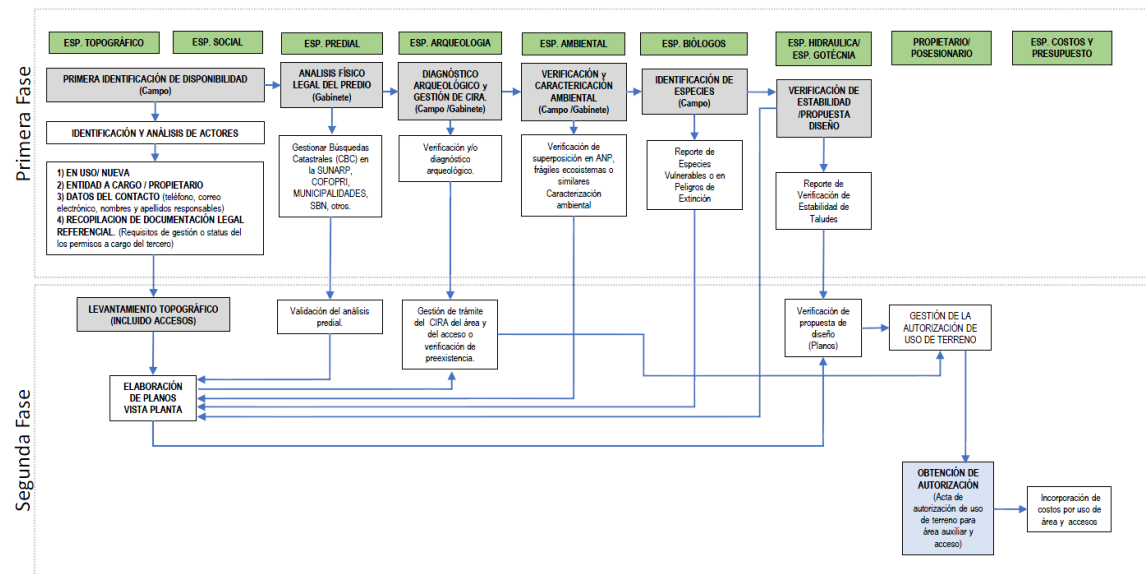 Primera Fase
ESP. TOPOGRÁFICO
ESP. SOCIAL
ESP. PREDIAL
ESP. ARQUEOLOGIA
ESP. AMBIENTAL
ESP. BIÓLOGOS
ESP. HIDRAULICA/
ESP. GOTÉCNIA
PROPIETARIO/
POSESIONARIO
ESP. COSTOS Y
PRESUPUESTO
PRIMERA IDENTIFICACIÓN DE DISPONIBILIDAD
(Campo)
ANALISIS FÍSICO
LEGAL DEL PREDIO
(Gabinete)
DIAGNÓSTICO
ARQUEOLÓGICO y
GESTIÓN DE CIRA.
(Campo /Gabinete)
VERIFICACIÓN y
CARACTERICACIÓN
AMBIENTAL
(Campo /Gabinete)
IDENTIFICACIÓN DE
ESPECIES
(Campo)
VERIFICACIÓN DE
ESTABILIDAD
/PROPUESTA
DISEÑO
IDENTIFICACIÓN Y ANÁLISIS DE ACTORES
1) EN USO/ NUEVA
2) ENTIDAD A CARGO / PROPIETARIO
3) DATOS DEL CONTACTO (teléfono, correo
electrónico, nombres y apellidos responsables)
4) RECOPILACION DE DOCUMENTACIÓN LEGAL
REFERENCIAL. (Requisitos de gestión o status del
los permisos a cargo del tercero)
Gestionar Búsquedas
Catastrales (CBC) en
la SUNARP,
COFOPRI,
MUNICIPALIDADES,
SBN, otros.
Verificación y/o
diagnóstico
arqueológico.
Verificación de
superposición en ANP,
frágiles ecosistemas o
similares
Caracterización
ambiental
Reporte de
Especies
Vulnerables o en
Peligros de
Extinción
Reporte de
Verificación de
Estabilidad de
Taludes
Segunda Fase
LEVANTAMIENTO TOPOGRÁFICO
(INCLUIDO ACCESOS)
Validación del análisis
predial.
Gestión de trámite
del CIRA del área y
del acceso o
verificación de
preexistencia.
Verificación de
propuesta de
diseño
(Planos)
GESTIÓN DE LA
AUTORIZACIÓN DE
USO DE TERRENO
ELABORACIÓN
DE PLANOS
VISTA PLANTA
OBTENCIÓN DE
AUTORIZACIÓN
(Acta de
autorización de uso
de terreno para
área auxiliar y
acceso)
Incorporación de
costos por uso de
área y accesos